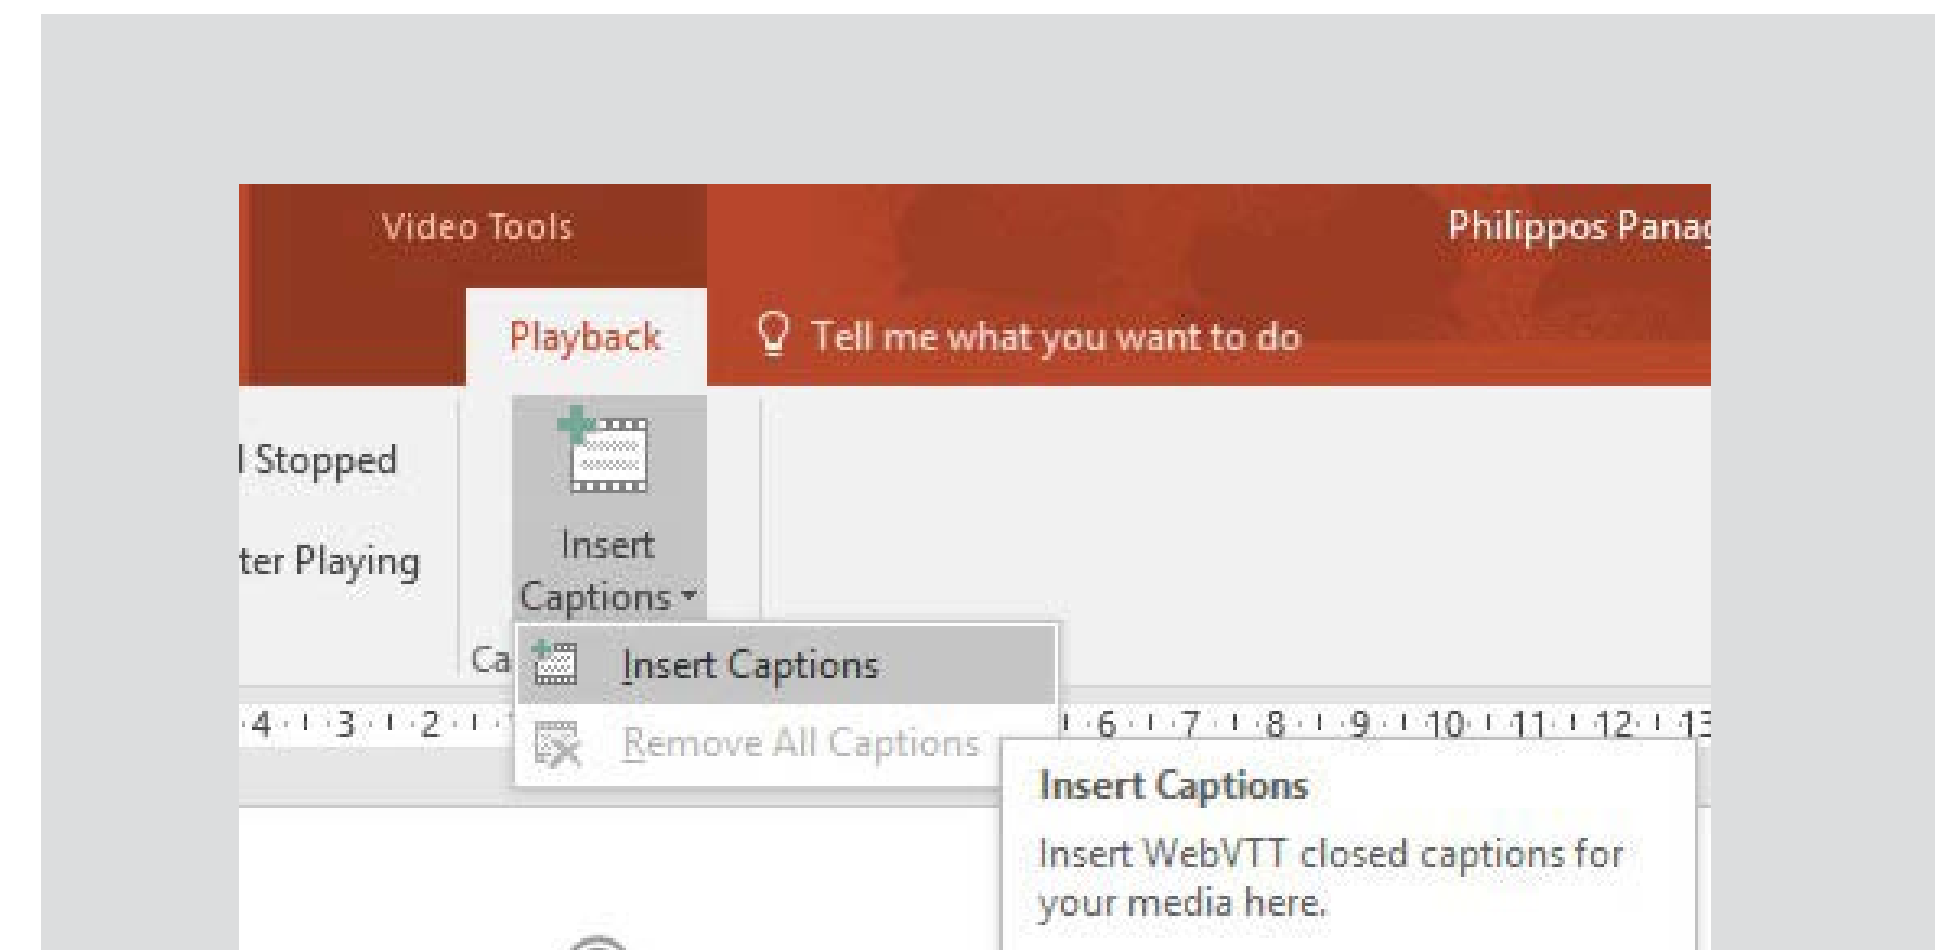 Video Tools
Philippos Panag
Playback
Tell me what you want to do
l Stopped
ter Playing
Insert
Captions
Ca
Insert Captions
Remove All Captions
4 3 2 1 6 7 8 9 10 11 12 13
Insert Captions
Insert WebVTT closed captions for
your media here.